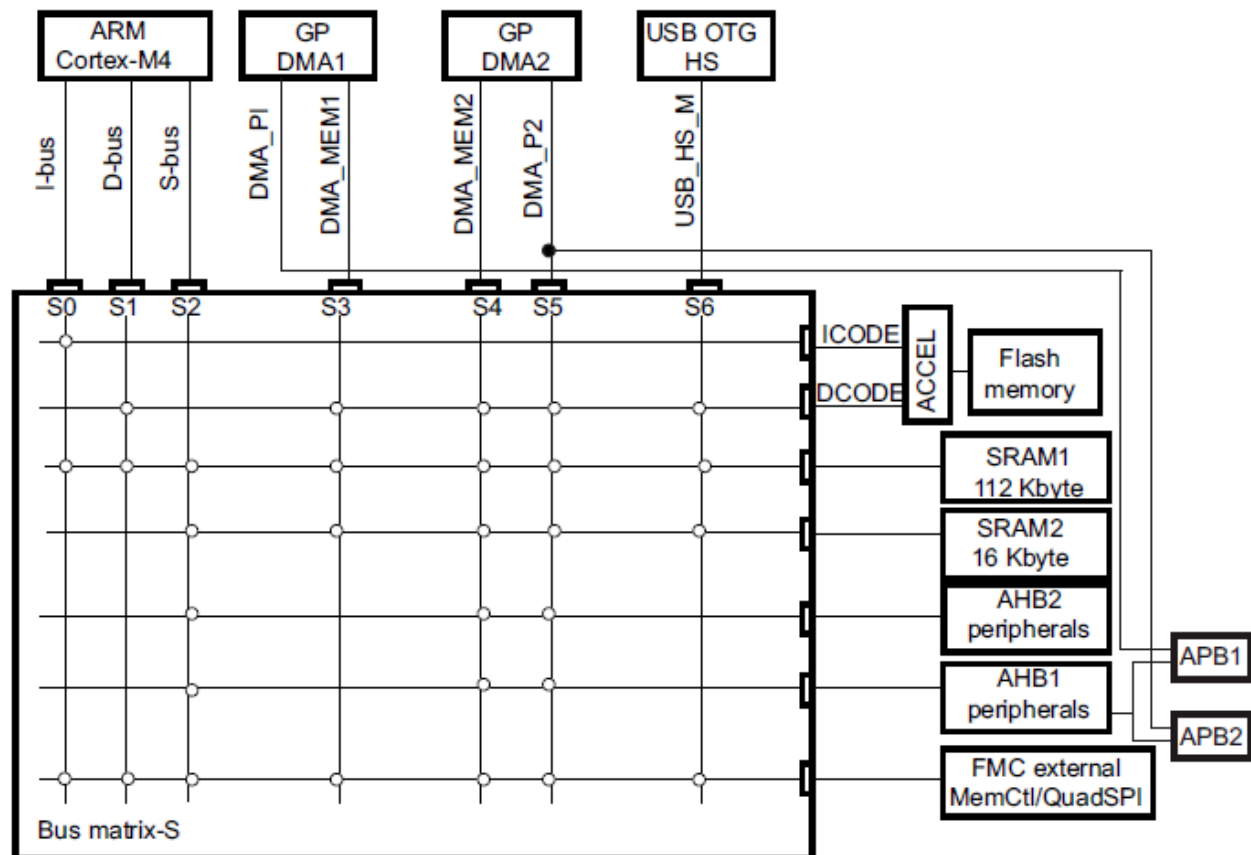 ARM
Cortex-M4
GP
DMA1
GP
DMA2
USB OTG
HS
I-bus
D-bus
S-bus
DMA_PI
DMA_MEM1
DMA_MEM2
DMA_P2
USB_HS_M
S0
S1
S2
S3
S4
S5
S6
ICODE
DCODE
ACCEL
Flash
memory
SRAM1
112 Kbyte
SRAM2
16 Kbyte
AHB2
peripherals
AHB1
peripherals
APB1
APB2
FMC external
MemCtl/QuadSPI
Bus matrix-S